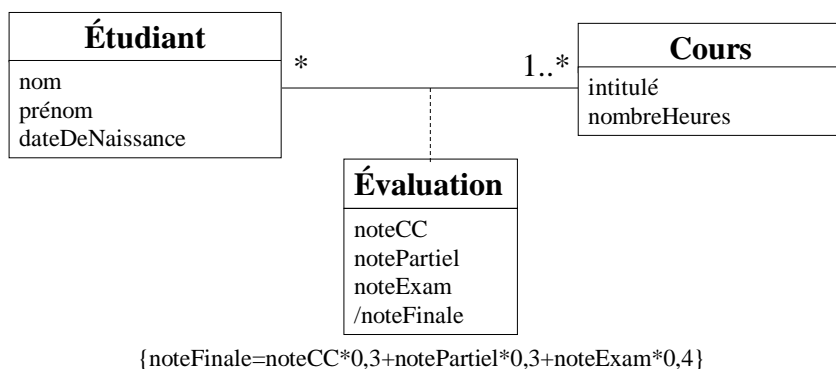 Étudiant
nom
prénom
dateDeNaissance
*
1..*
Cours
intitulé
nombreHeures
Évaluation
noteCC
notePartiel
noteExam
/noteFinale
{noteFinale=noteCC*0,3+notePartiel*0,3+noteExam*0,4}